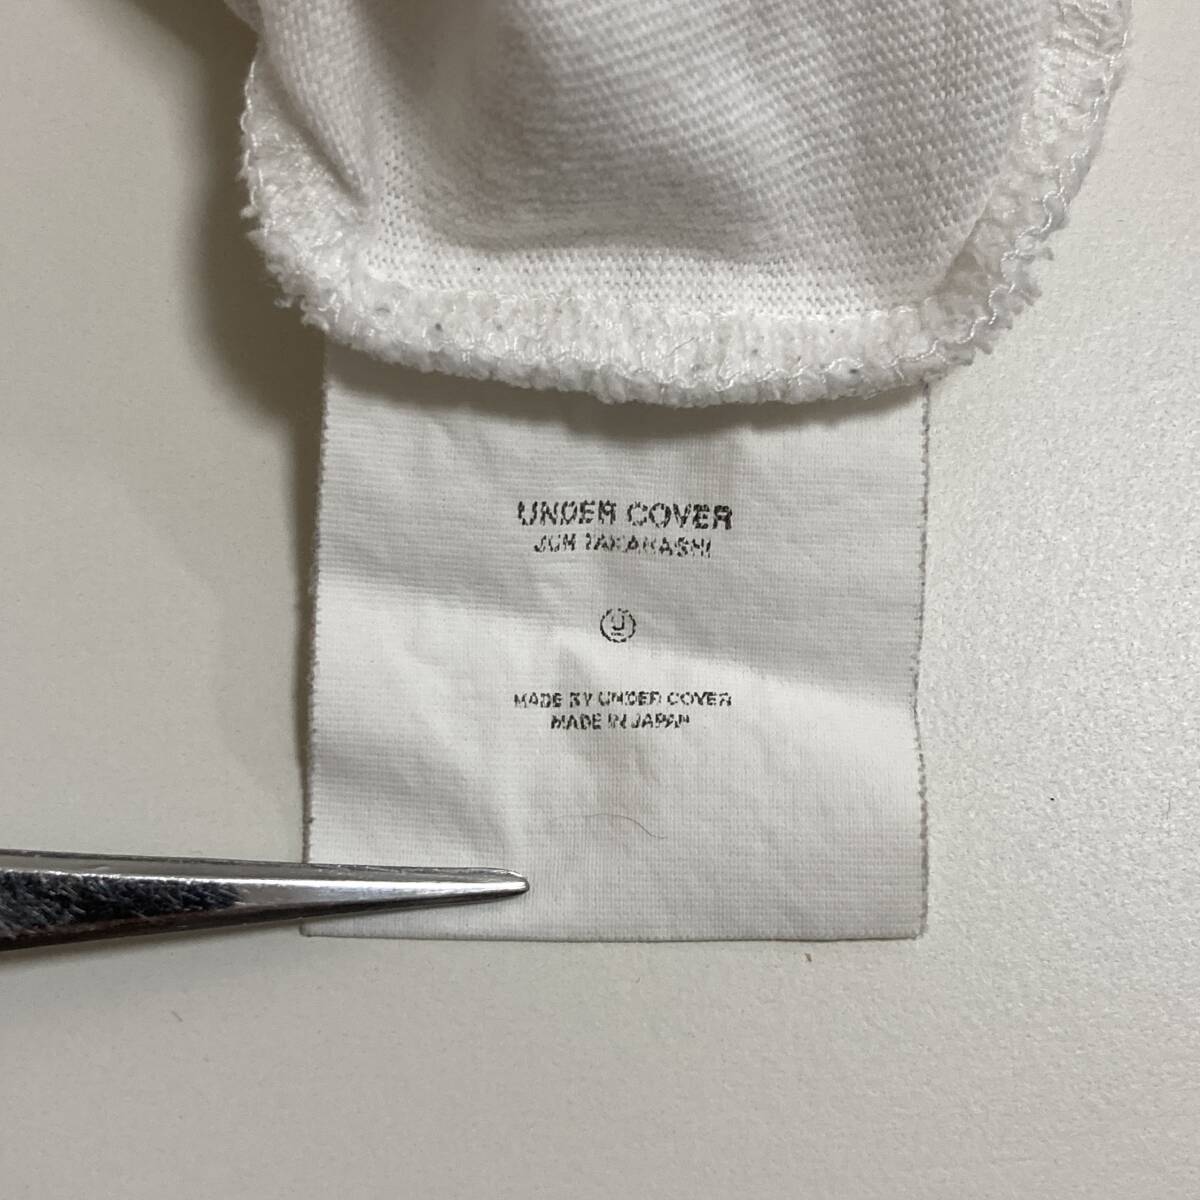 UNDER COVER
JUN TAKAHASHI
U
MADE BY UNDER COVER
MADE IN JAPAN